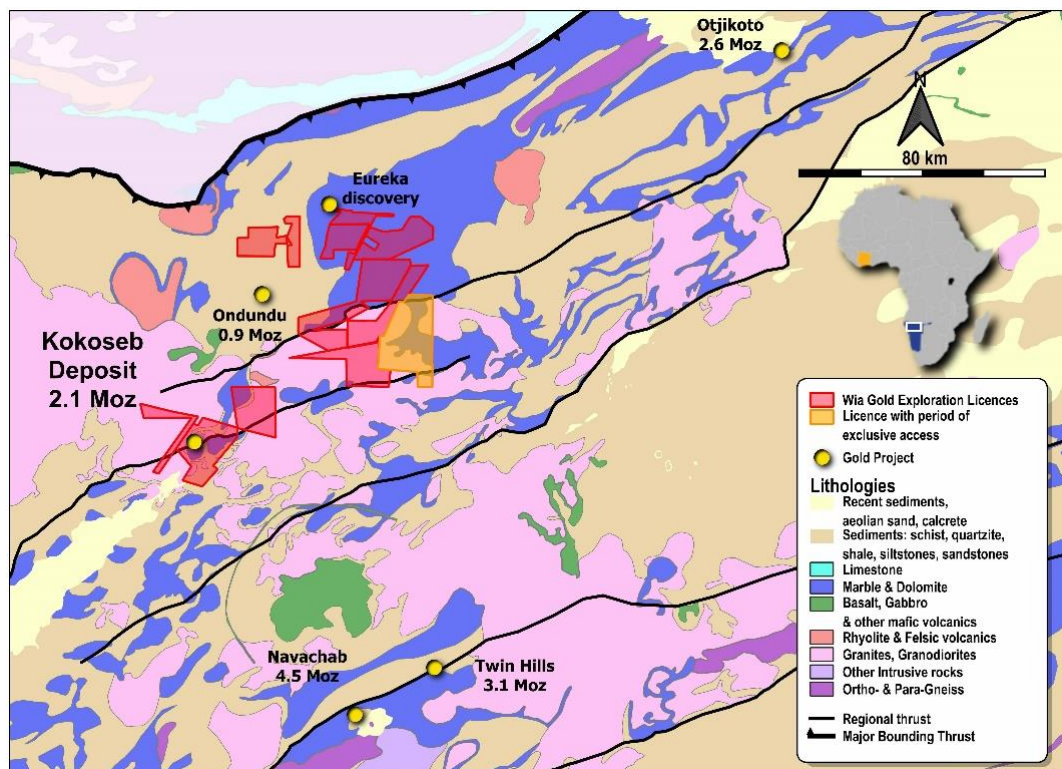 Otjikoto
2.6 Moz
N
80 km
Eureka
discovery
Ondundu
0.9 Moz
Kokoseb
Deposit
2.1 Moz
Navachab
4.5 Moz
Twin Hills
3.1 Moz
Wia Gold Exploration Licences
Licence with period of
exclusive access
Gold Project
Lithologies
Recent sediments,
aeolian sand, calcrete
Sediments: schist, quartzite,
shale, siltstones, sandstones
Limestone
Marble & Dolomite
Basalt, Gabbro
& other mafic volcanics
Rhyolite & Felsic volcanics
Granites, Granodiorites
Other Intrusive rocks
Ortho- & Para-Gneiss
Regional thrust
Major Bounding Thrust